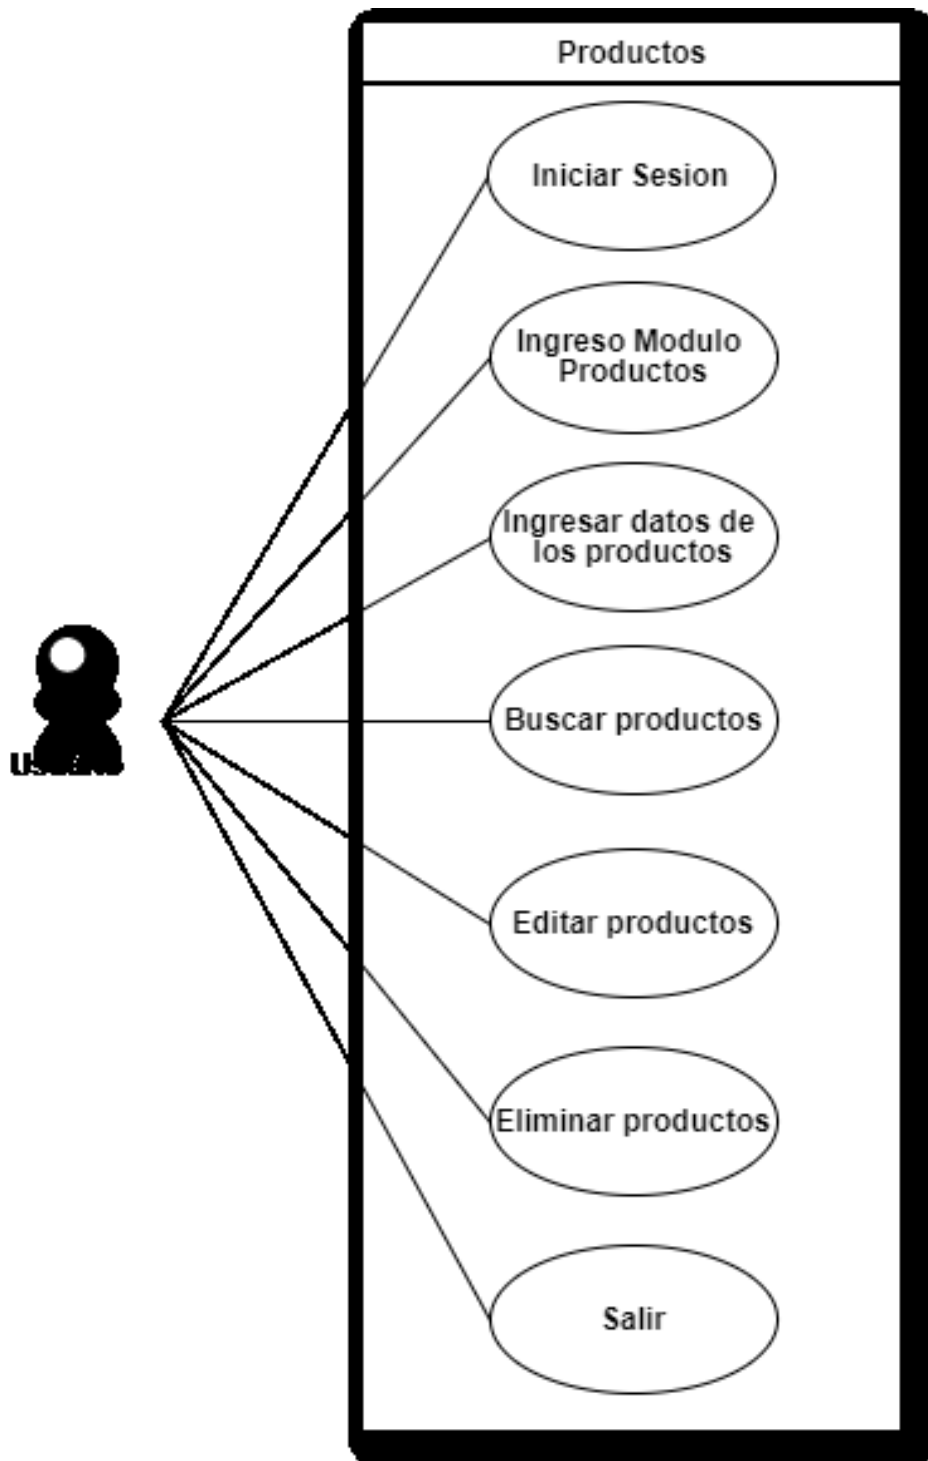 Productos
Iniciar Sesion
Ingreso Modulo
Productos
Ingresar datos de
los productos
Buscar productos
Editar productos
Eliminar productos
Salir